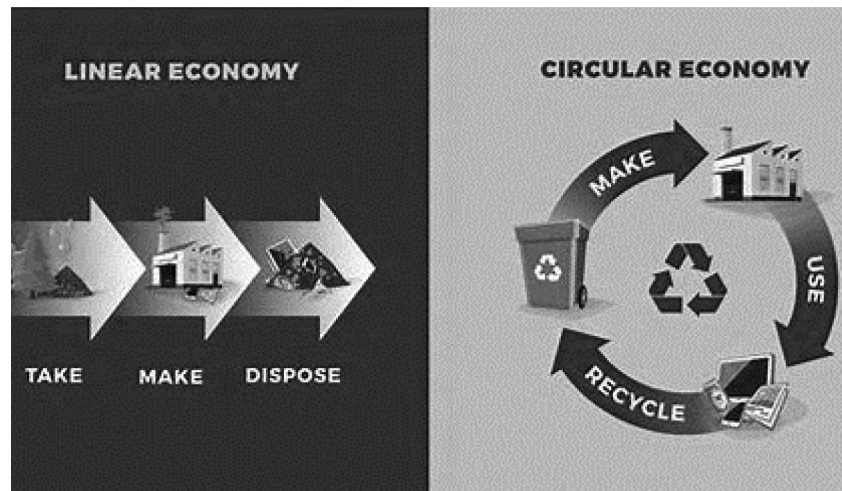 LINEAR ECONOMY
TAKE
MAKE
DISPOSE
CIRCULAR ECONOMY
MAKE
USE
RECYCLE